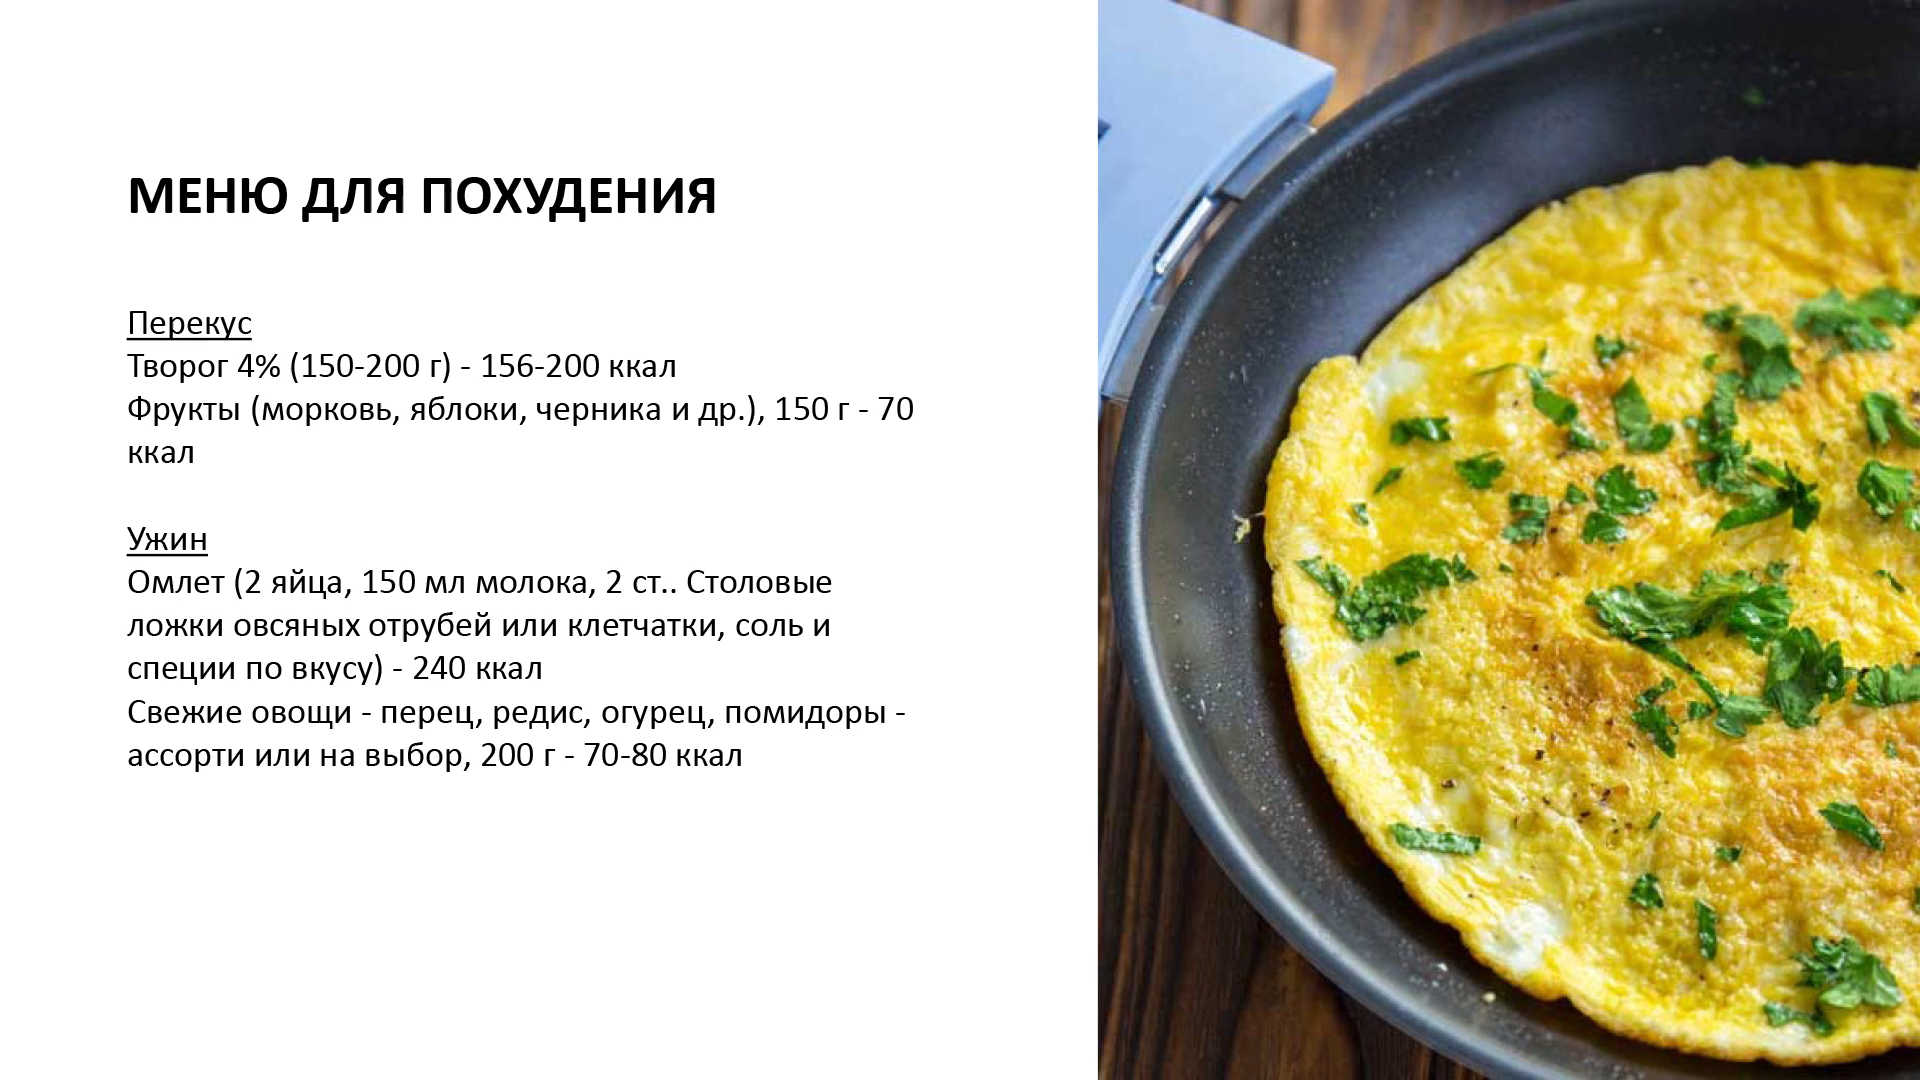 МЕНЮ ДЛЯ ПОХУДЕНИЯ
Перекус
Творог 4% (150-200 г) - 156-200 ккал
Фрукты (морковь, яблоки, черника и др.), 150 г - 70
ккал
Ужин
Омлет (2 яйца, 150 мл молока, 2 ст.. Столовые
ложки овсяных отрубей или клетчатки, соль и
специи по вкусу) - 240 ккал
Свежие овощи - перец, редис, огурец, помидоры -
ассорти или на выбор, 200 г - 70-80 ккал